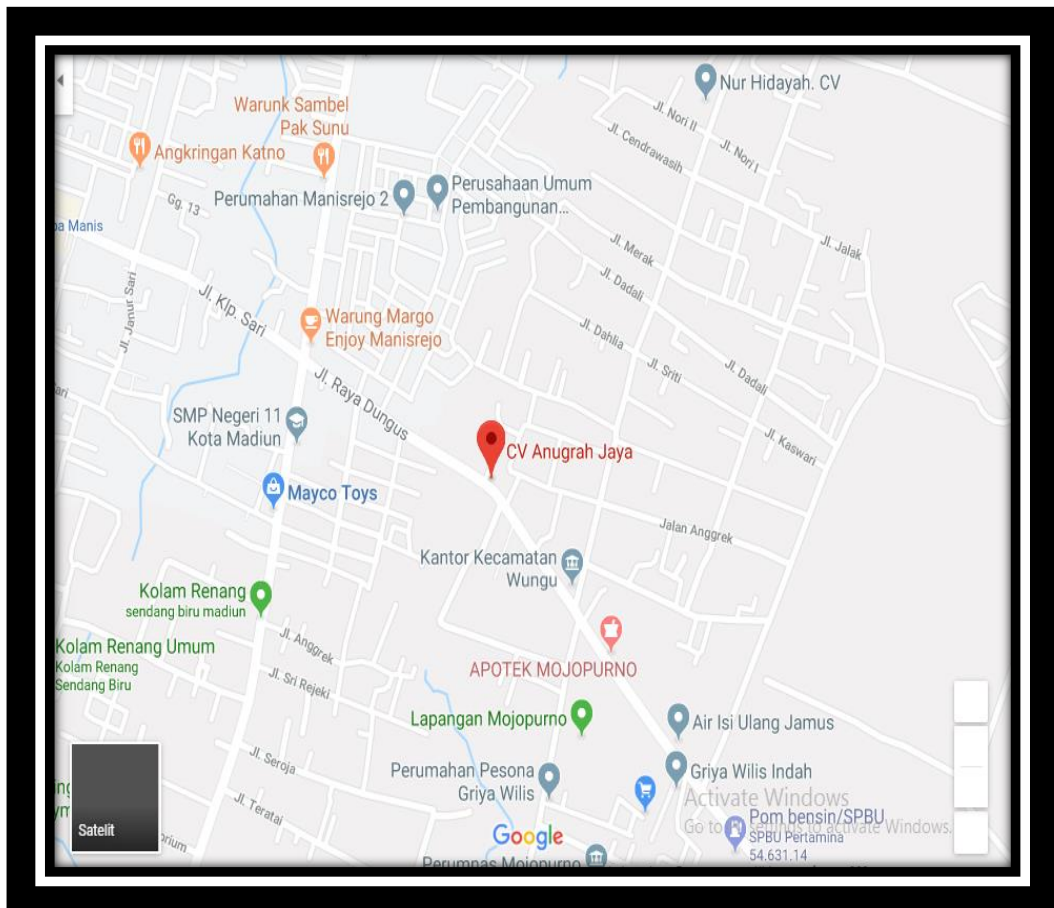 Nur Hidayah. CV
Warunk Sambel
Pak Sunu
Jl. Nori II
Jl. Nori I
Jl. Cendrawasih
Angkringan Katno
Perumahan Manisrejo 2
Perusahaan Umum
Pembangunan...
Gg. 13
Manis
Jl. Jalak
Jl. Merak
Jl. Dadali
Jl. Janur Sari
Jl. Klp. Sari
Warung Margo
Enjoy Manisrejo
Jl. Dahlia
Jl. Sriti
Jl. Dadali
Jl. Raya Dungus
SMP Negeri 11
Kota Madiun
Jl. Kaswari
CV Anugrah Jaya
Mayco Toys
Jalan Anggrek
Kantor Kecamatan
Wungu
Kolam Renang
sendang biru madiun
Jl. Anggrek
Kolam Renang Umum
Kolam Renang
Sendang Biru
Jl. Sri Rejeki
APOTEK MOJOPURNO
Lapangan Mojopurno
Air Isi Ulang Jamus
Jl. Seroja
Perumahan Pesona
Griya Wilis
Griya Wilis Indah
Activate Windows
Go to Settings to activate Windows.
Jl. Teratai
Pom bensin/SPBU
SPBU Pertamina
54.631.14
Satelit
Google
Perumnas Mojopurno